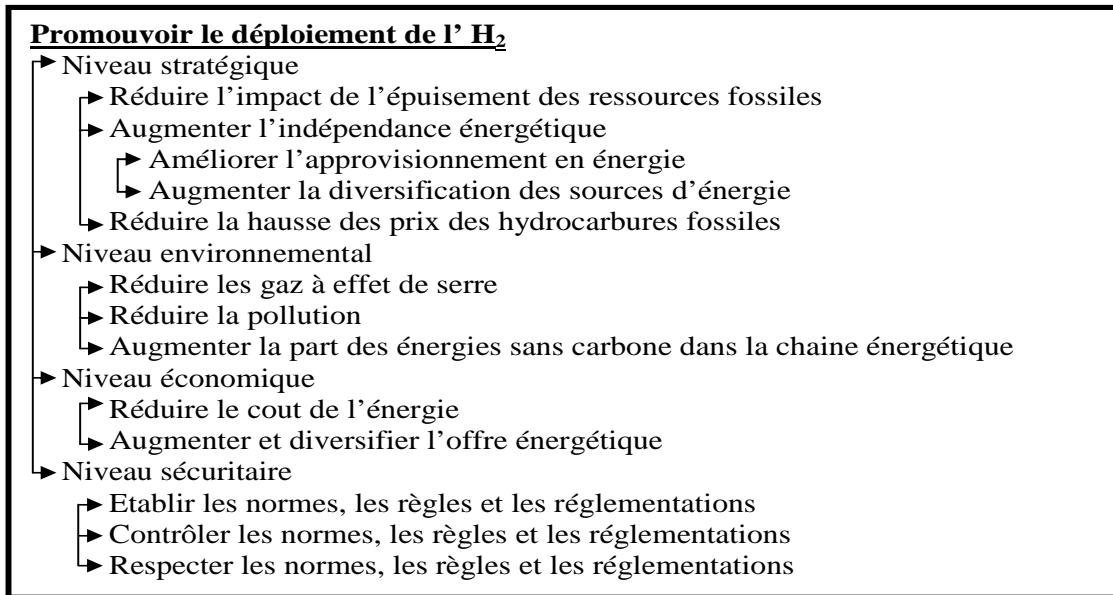 Promouvoir le déploiement de l’ H₂
Niveau stratégique
Réduire l’impact de l’épuisement des ressources fossiles
Augmenter l’indépendance énergétique
Améliorer l’approvisionnement en énergie
Augmenter la diversification des sources d’énergie
Réduire la hausse des prix des hydrocarbures fossiles
Niveau environnemental
Réduire les gaz à effet de serre
Réduire la pollution
Augmenter la part des énergies sans carbone dans la chaine énergétique
Niveau économique
Réduire le cout de l’énergie
Augmenter et diversifier l’offre énergétique
Niveau sécuritaire
Etablir les normes, les règles et les réglementations
Contrôler les normes, les règles et les réglementations
Respecter les normes, les règles et les réglementations